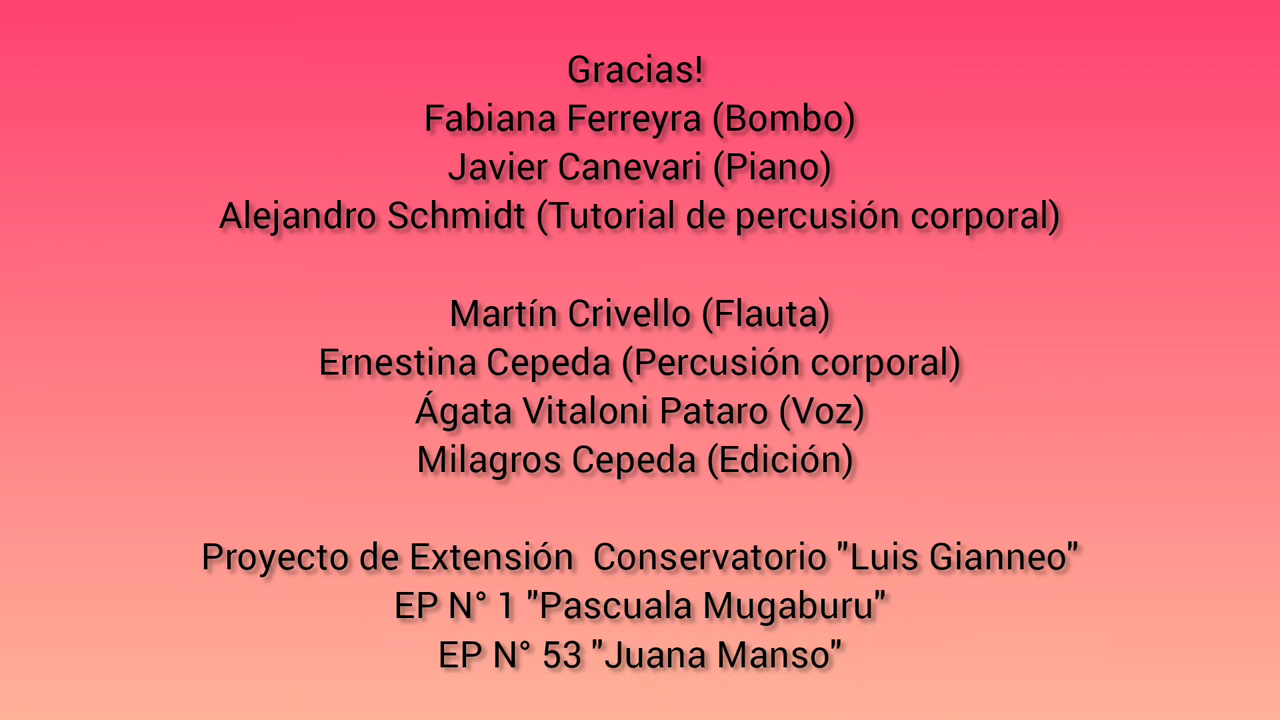 Gracias!
Fabiana Ferreyra (Bombo)
Javier Canevari (Piano)
Alejandro Schmidt (Tutorial de percusión corporal)
Martín Crivello (Flauta)
Ernestina Cepeda (Percusión corporal)
Ágata Vitaloni Pataro (Voz)
Milagros Cepeda (Edición)
Proyecto de Extensión  Conservatorio "Luis Gianneo"
EP N° 1 "Pascuala Mugaburu"
EP N° 53 "Juana Manso"